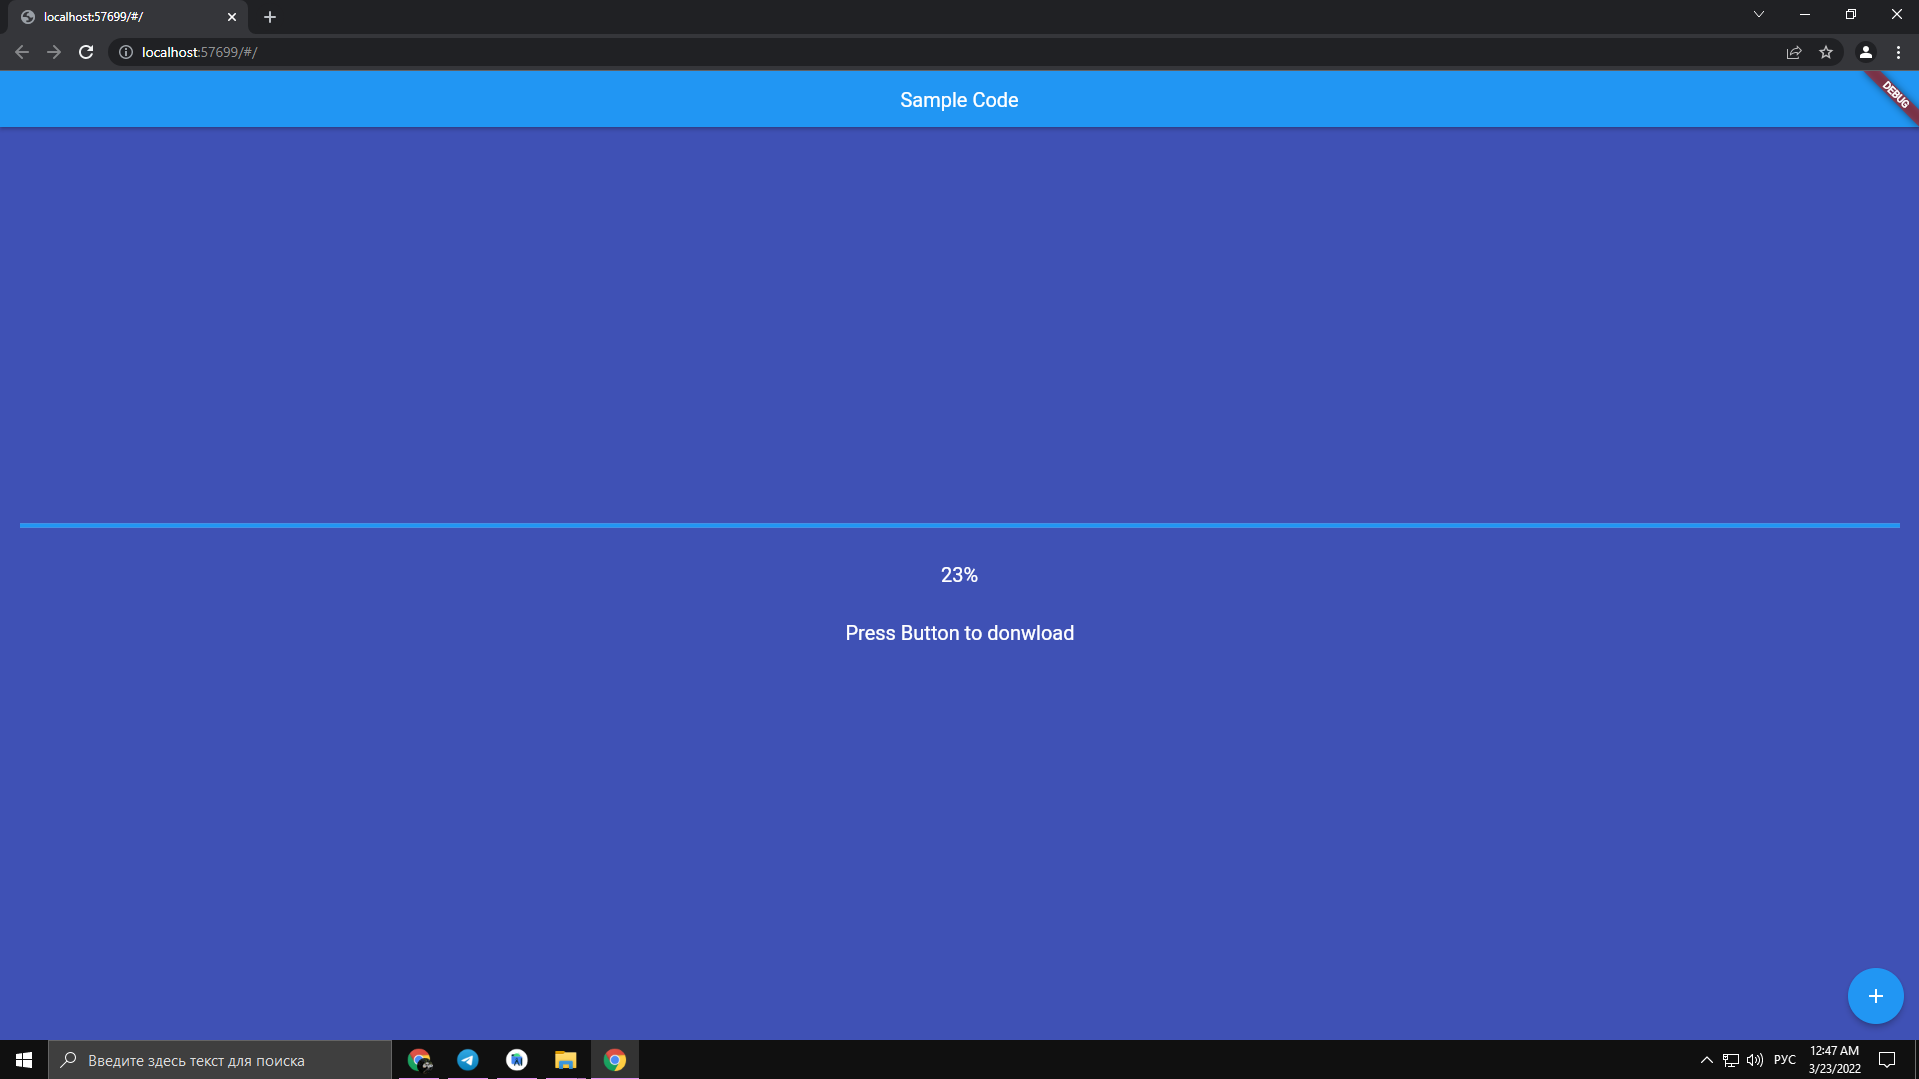 localhost:57699/#/
localhost:57699/#/
Sample Code
DEBUG
23%
Press Button to donwload
Введите здесь текст для поиска
РУС
12:47 AM
3/23/2022